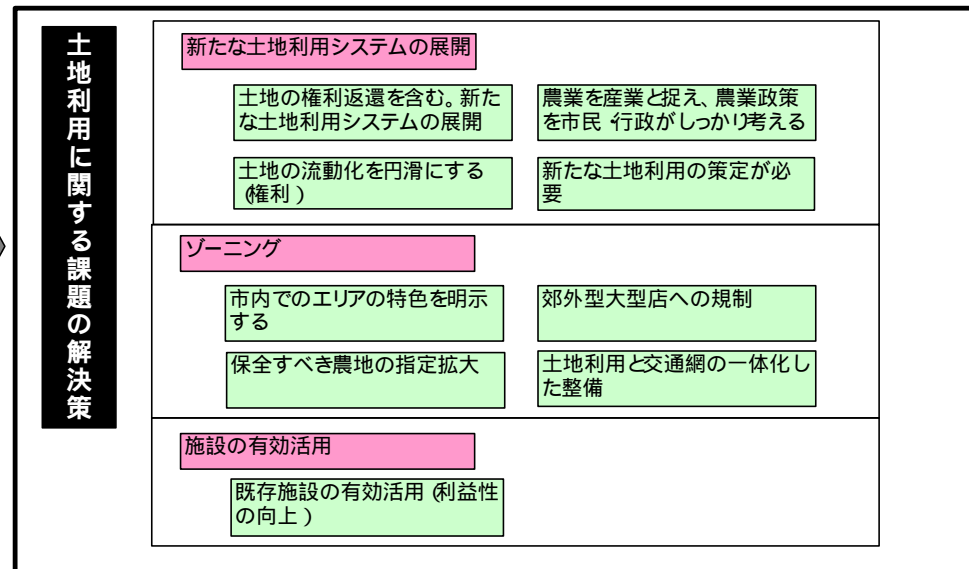 土地利用に関する課題の解決策
新たな土地利用システムの展開
土地の権利返還を含む。新た
な土地利用システムの展開
農業を産業と捉え、農業政策
を市民・行政がしっかり考える
土地の流動化を円滑にする
(権利)
新たな土地利用の策定が必
要
ゾーニング
市内でのエリアの特色を明示
する
郊外型大型店への規制
保全すべき農地の指定拡大
土地利用と交通網の一体化し
た整備
施設の有効活用
既存施設の有効活用(利益性
の向上)